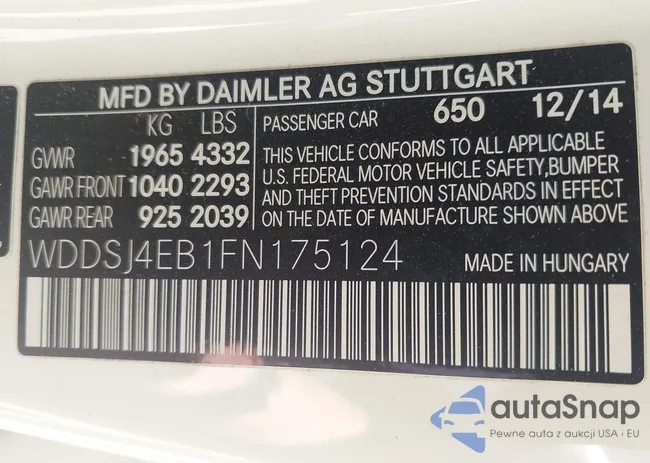 MFD BY DAIMLER AG STUTTGART
KG LBS
GVWR 1965 4332
GAWR FRONT 1040 2293
GAWR REAR 925 2039
PASSENGER CAR 650 12/14
THIS VEHICLE CONFORMS TO ALL APPLICABLE
U.S. FEDERAL MOTOR VEHICLE SAFETY, BUMPER
AND THEFT PREVENTION STANDARDS IN EFFECT
ON THE DATE OF MANUFACTURE SHOWN ABOVE
WDDSJ4EB1FN175124 MADE IN HUNGARY
autaSnap
Pewne auta z aukcji USA i EU